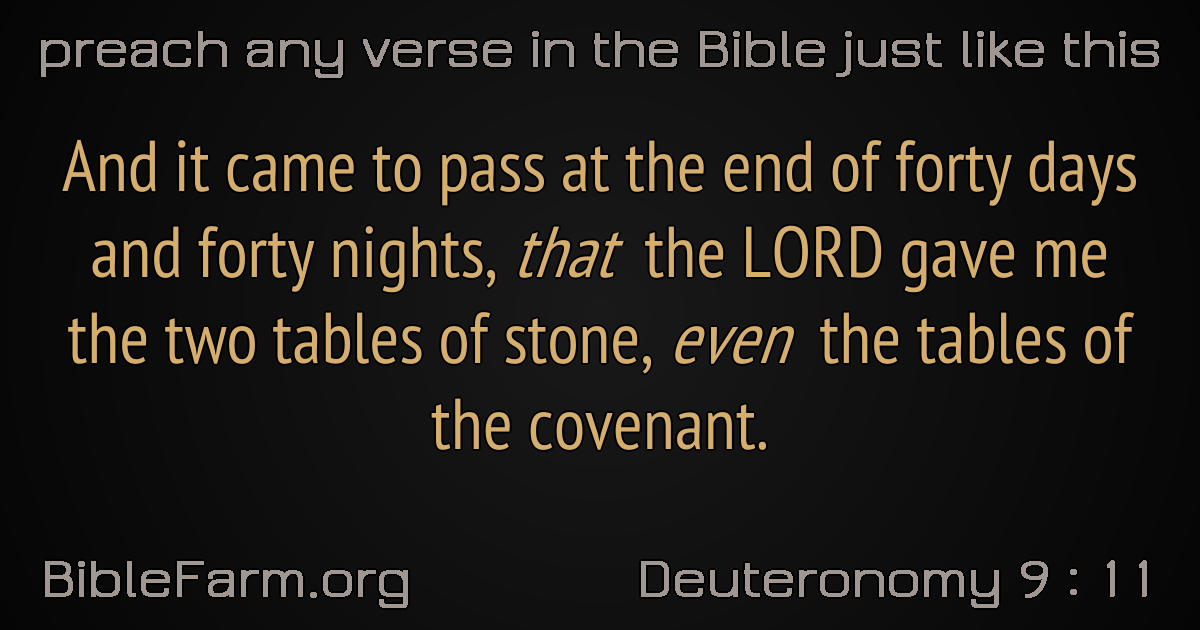 preach any verse in the Bible just like this
And it came to pass at the end of forty days
and forty nights, that the LORD gave me
the two tables of stone, even the tables of
the covenant.
BibleFarm.org
Deuteronomy 9 : 11